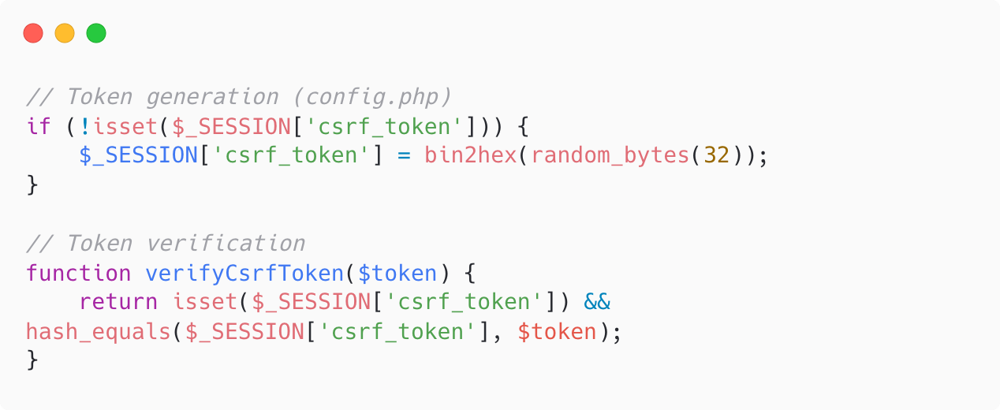 // Token generation (config.php)
if (!isset($_SESSION['csrf_token'])) {
    $_SESSION['csrf_token'] = bin2hex(random_bytes(32));
}

// Token verification
function verifyCsrfToken($token) {
    return isset($_SESSION['csrf_token']) &&
hash_equals($_SESSION['csrf_token'], $token);
}